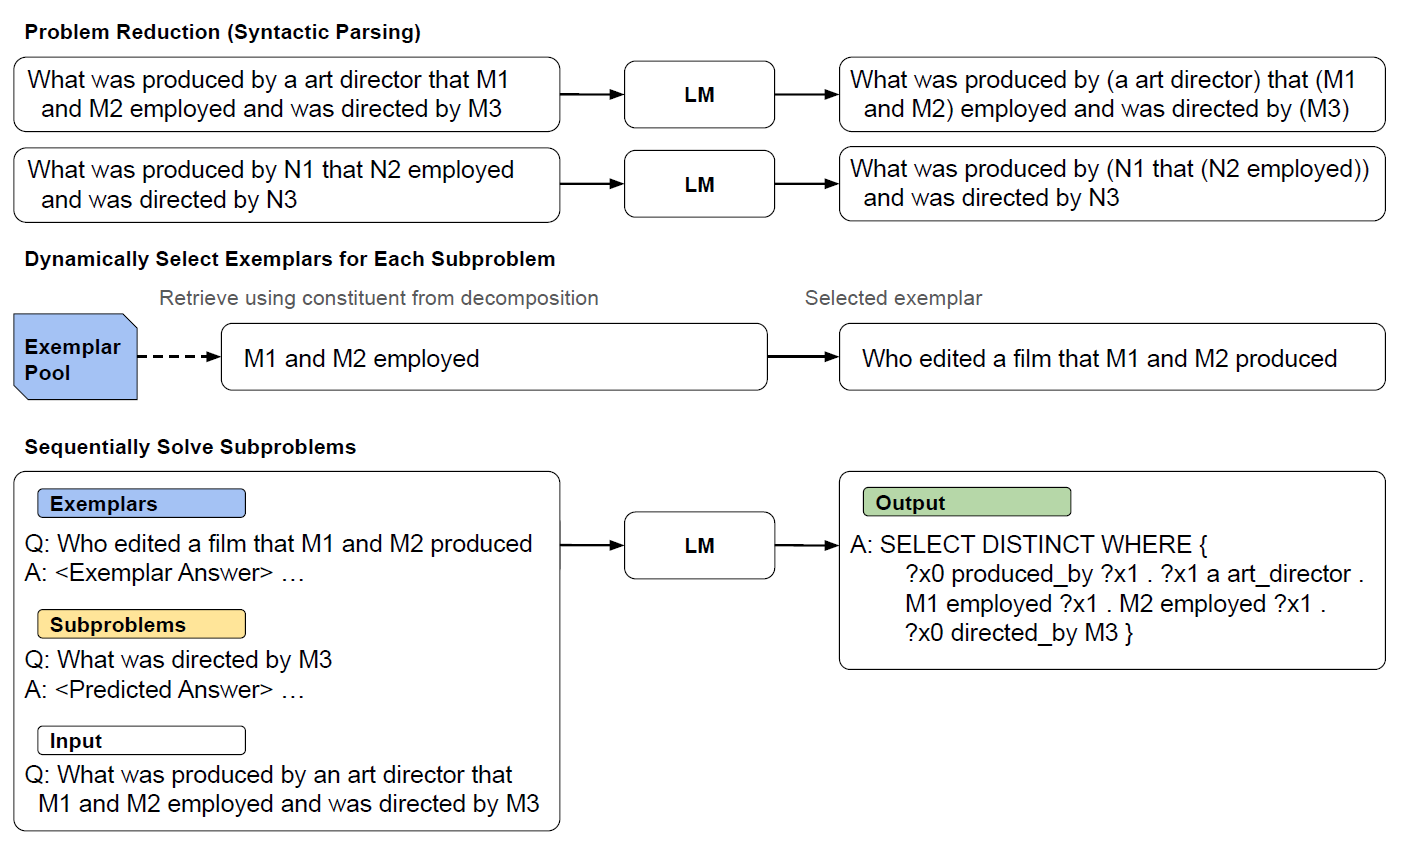 Problem Reduction (Syntactic Parsing)
What was produced by a art director that M1
and M2 employed and was directed by M3
LM
What was produced by (a art director) that (M1
and M2) employed and was directed by (M3)
What was produced by N1 that N2 employed
and was directed by N3
LM
What was produced by (N1 that (N2 employed))
and was directed by N3
Dynamically Select Exemplars for Each Subproblem
Retrieve using constituent from decomposition
Selected exemplar
Exemplar
Pool
M1 and M2 employed
Who edited a film that M1 and M2 produced
Sequentially Solve Subproblems
Exemplars
Q: Who edited a film that M1 and M2 produced
A: <Exemplar Answer> …
Subproblems
Q: What was directed by M3
A: <Predicted Answer> …
Input
Q: What was produced by an art director that
M1 and M2 employed and was directed by M3
LM
Output
A: SELECT DISTINCT WHERE {
?x0 produced_by ?x1 . ?x1 a art_director .
M1 employed ?x1 . M2 employed ?x1 .
?x0 directed_by M3 }